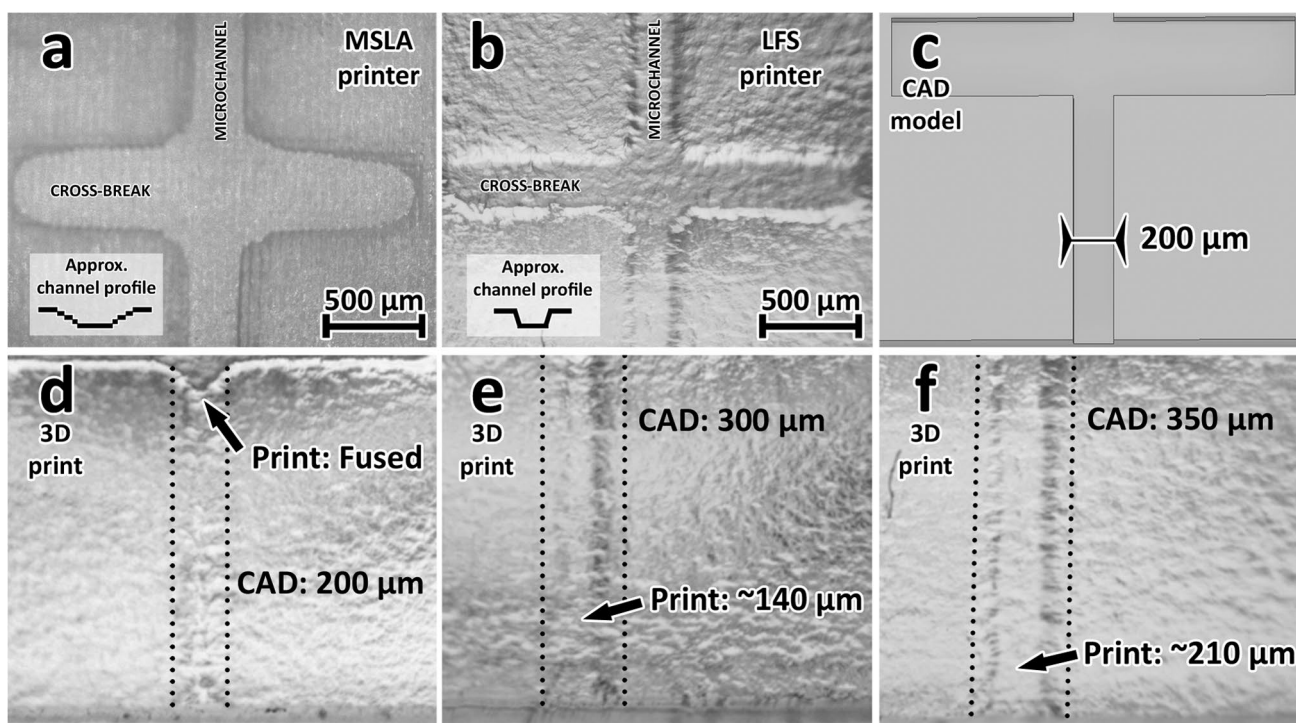 a
MICROCHANNEL
MSLA
printer
CROSS-BREAK
Approx.
channel profile
500 µm
b
MICROCHANNEL
LFS
printer
CROSS-BREAK
Approx.
channel profile
500 µm
c
CAD
model
200 µm
d
3D
print
Print: Fused
CAD: 200 µm
e
3D
print
CAD: 300 µm
Print: ~140 µm
f
3D
print
CAD: 350 µm
Print: ~210 µm